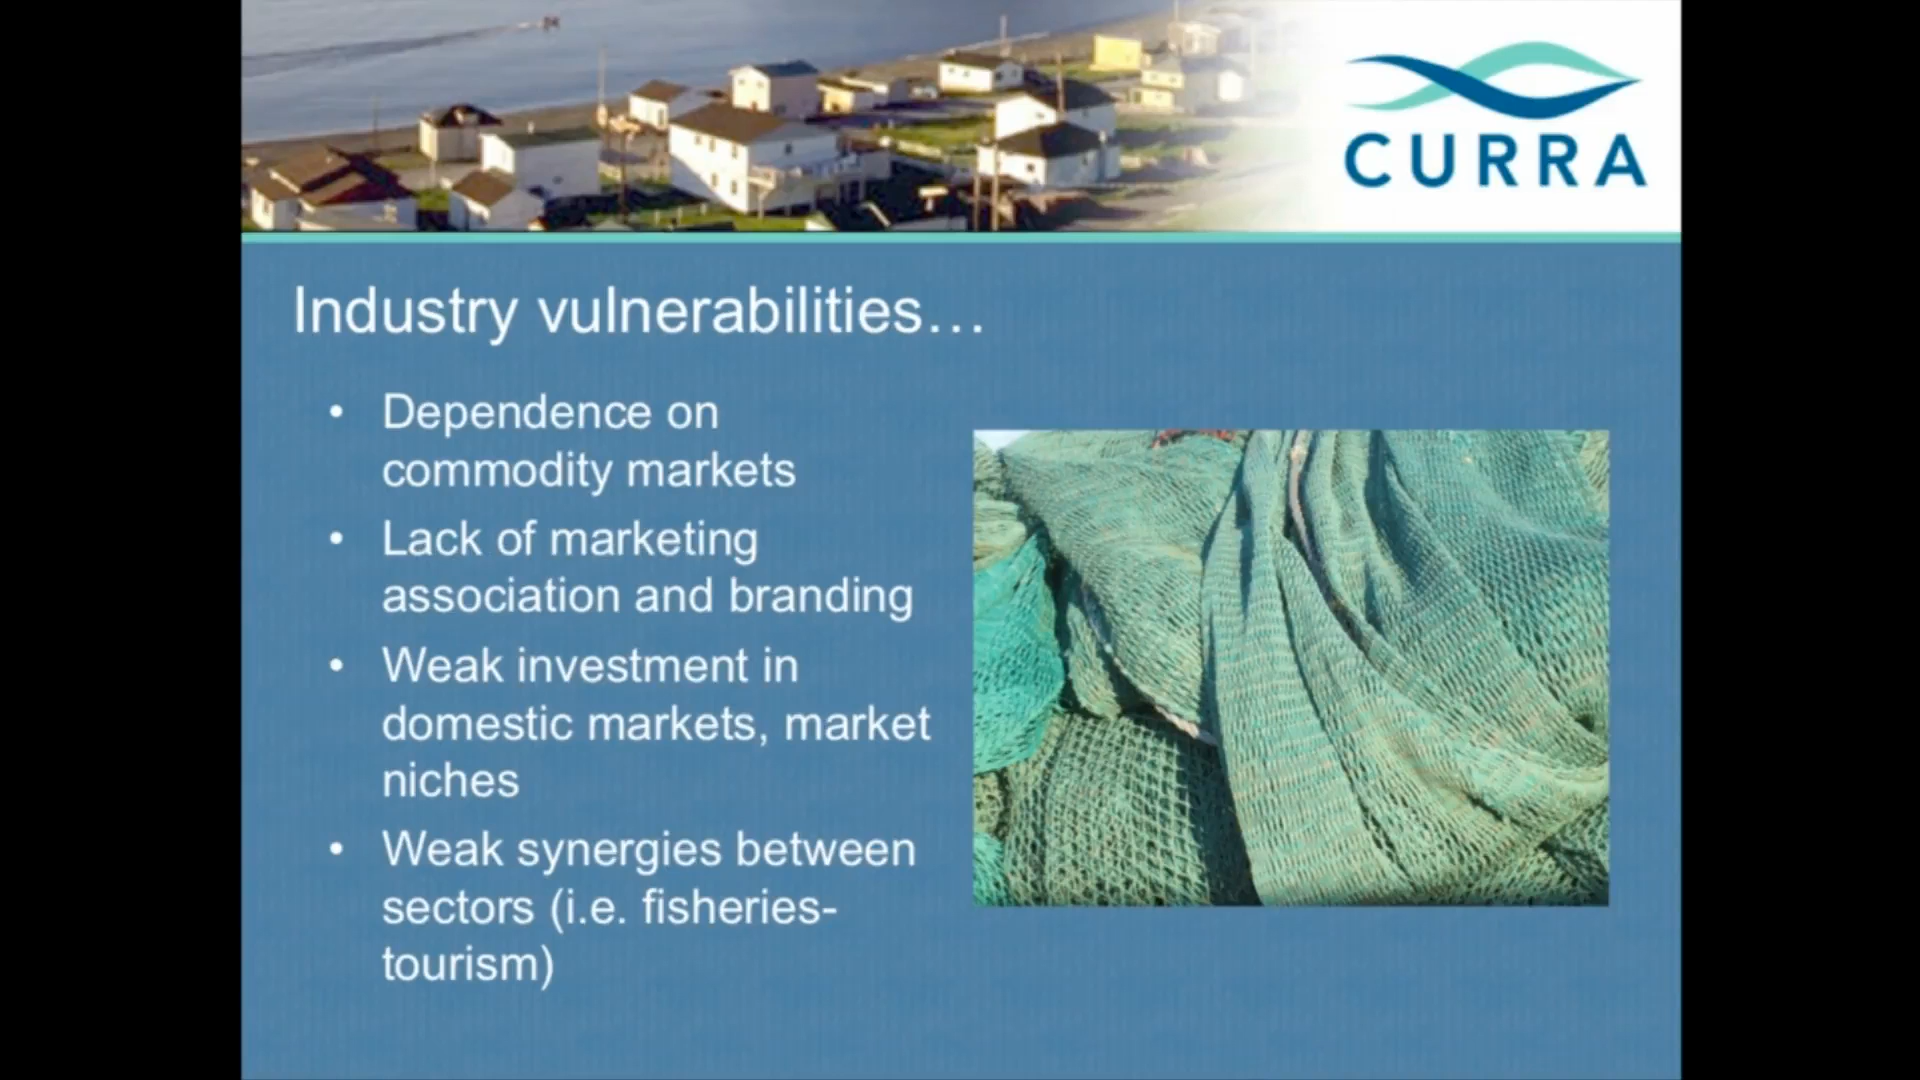 CURRA
Industry vulnerabilities…
• Dependence on
commodity markets
• Lack of marketing
association and branding
• Weak investment in
domestic markets, market
niches
• Weak synergies between
sectors (i.e. fisheries-
tourism)